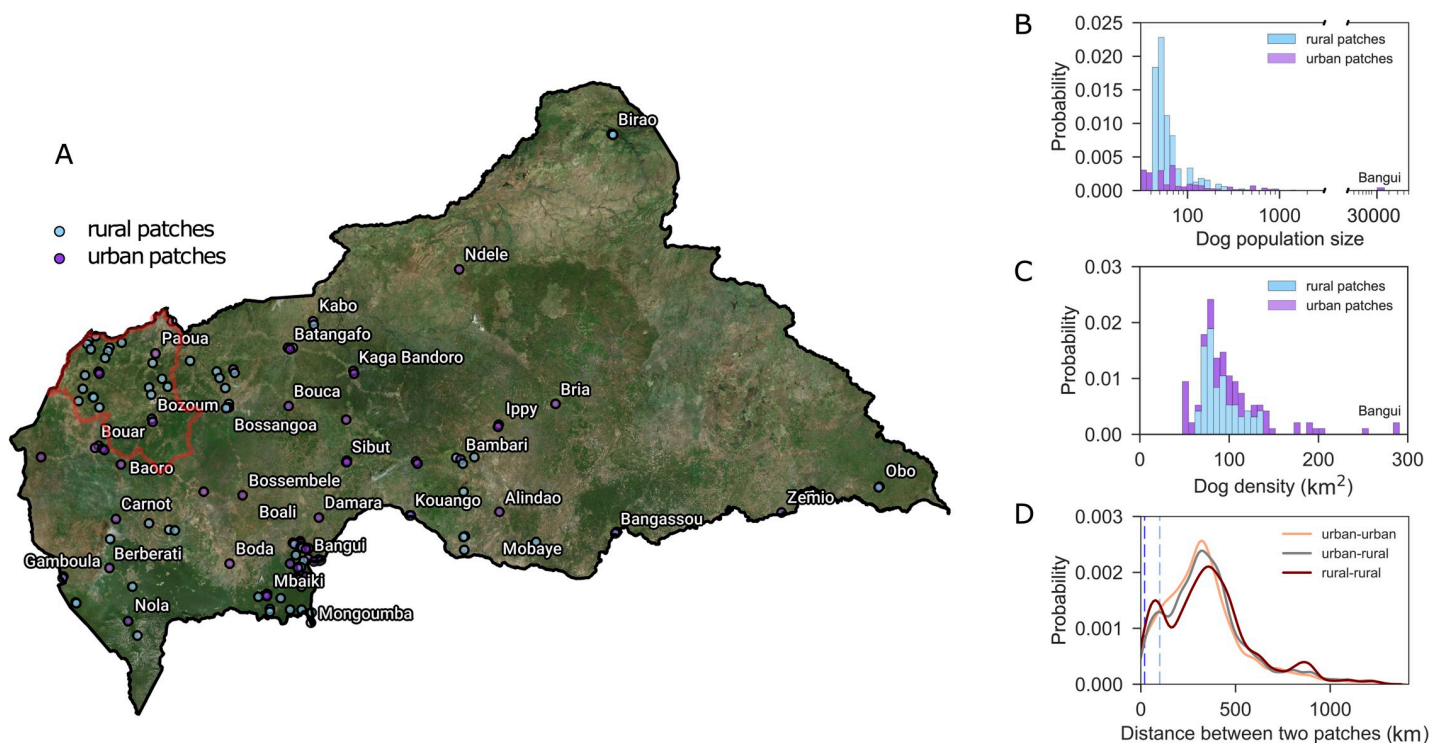 A
rural patches
urban patches
Birao
Ndele
Kabo
Paoua
Batangafo
Kaga Bandoro
Bria
Bouca
Bozoum
Ippy
Bossangoa
Bouar
Sibut
Bambari
Baoro
Obo
Bossembele
Carnot
Damara
Kouango
Alindao
Zemio
Boali
Bangassou
Bangui
Mobaye
Berberati
Boda
Gamboula
Mbaiki
Nola
Mongoumba
B
0.025
0.020
0.015
0.010
0.005
0.000
Probability
rural patches
urban patches
Bangui
100
1000
30000
Dog population size
C
0.03
0.02
0.01
0.00
Probability
rural patches
urban patches
Bangui
0
100
200
300
Dog density (km²)
D
0.003
0.002
0.001
0.000
Probability
urban-urban
urban-rural
rural-rural
0
500
1000
Distance between two patches (km)